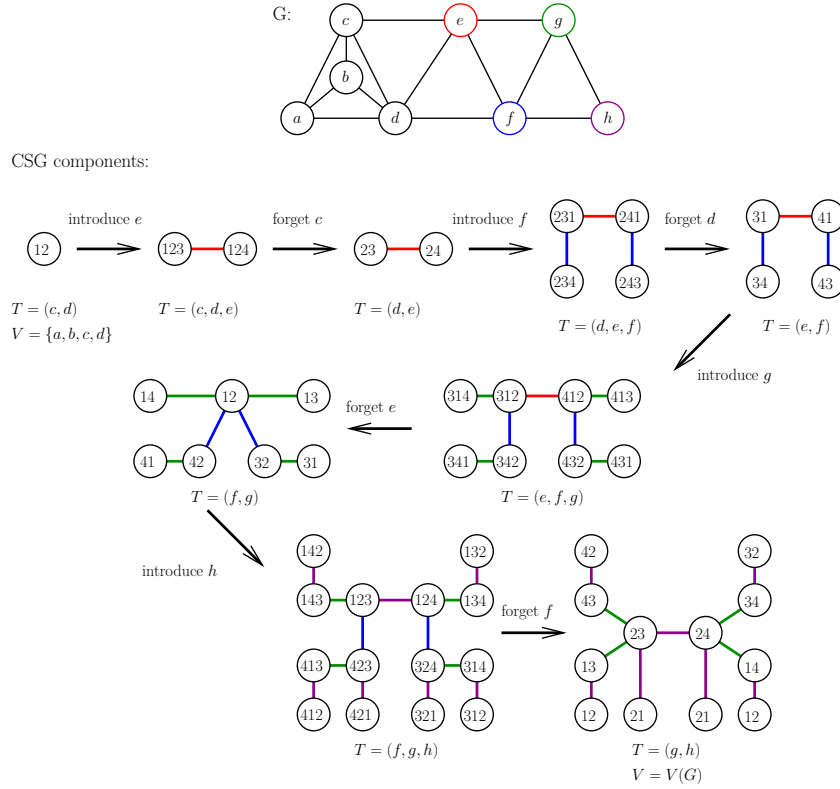 G:
c e g
b
a d f h
CSG components:
introduce e forget c introduce f forget d
12 123 124 23 24 231 241 31 41
234 243 34 43
T = (c, d) T = (c, d, e) T = (d, e) T = (d, e, f) T = (e, f)
V = {a, b, c, d}
introduce g
14 12 13 forget e 314 312 412 413
41 42 32 31 341 342 432 431
T = (f, g) T = (e, f, g)
introduce h
142 132 42 32
143 123 124 134 forget f 43 34
23 24
413 423 324 314 13 14
412 421 321 312 12 21 21 12
T = (f, g, h) T = (g, h)
V = V(G)